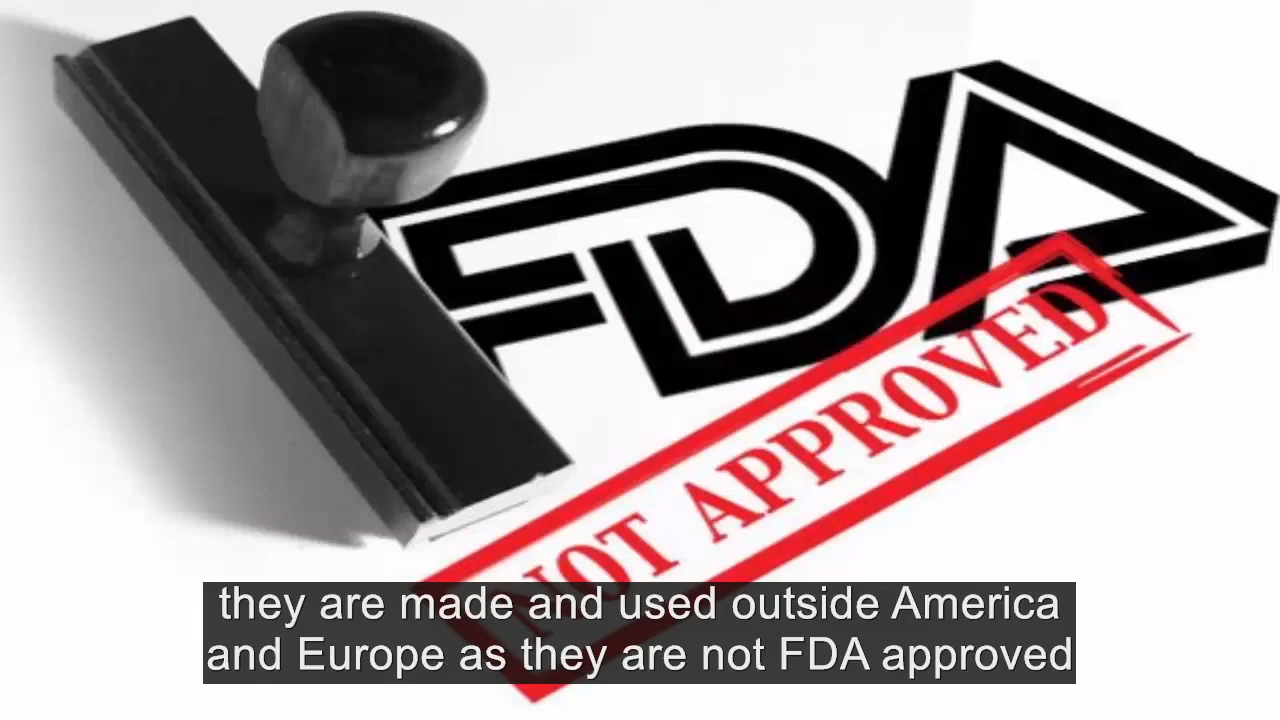 FDA
NOT APPROVED
they are made and used outside America
and Europe as they are not FDA approved